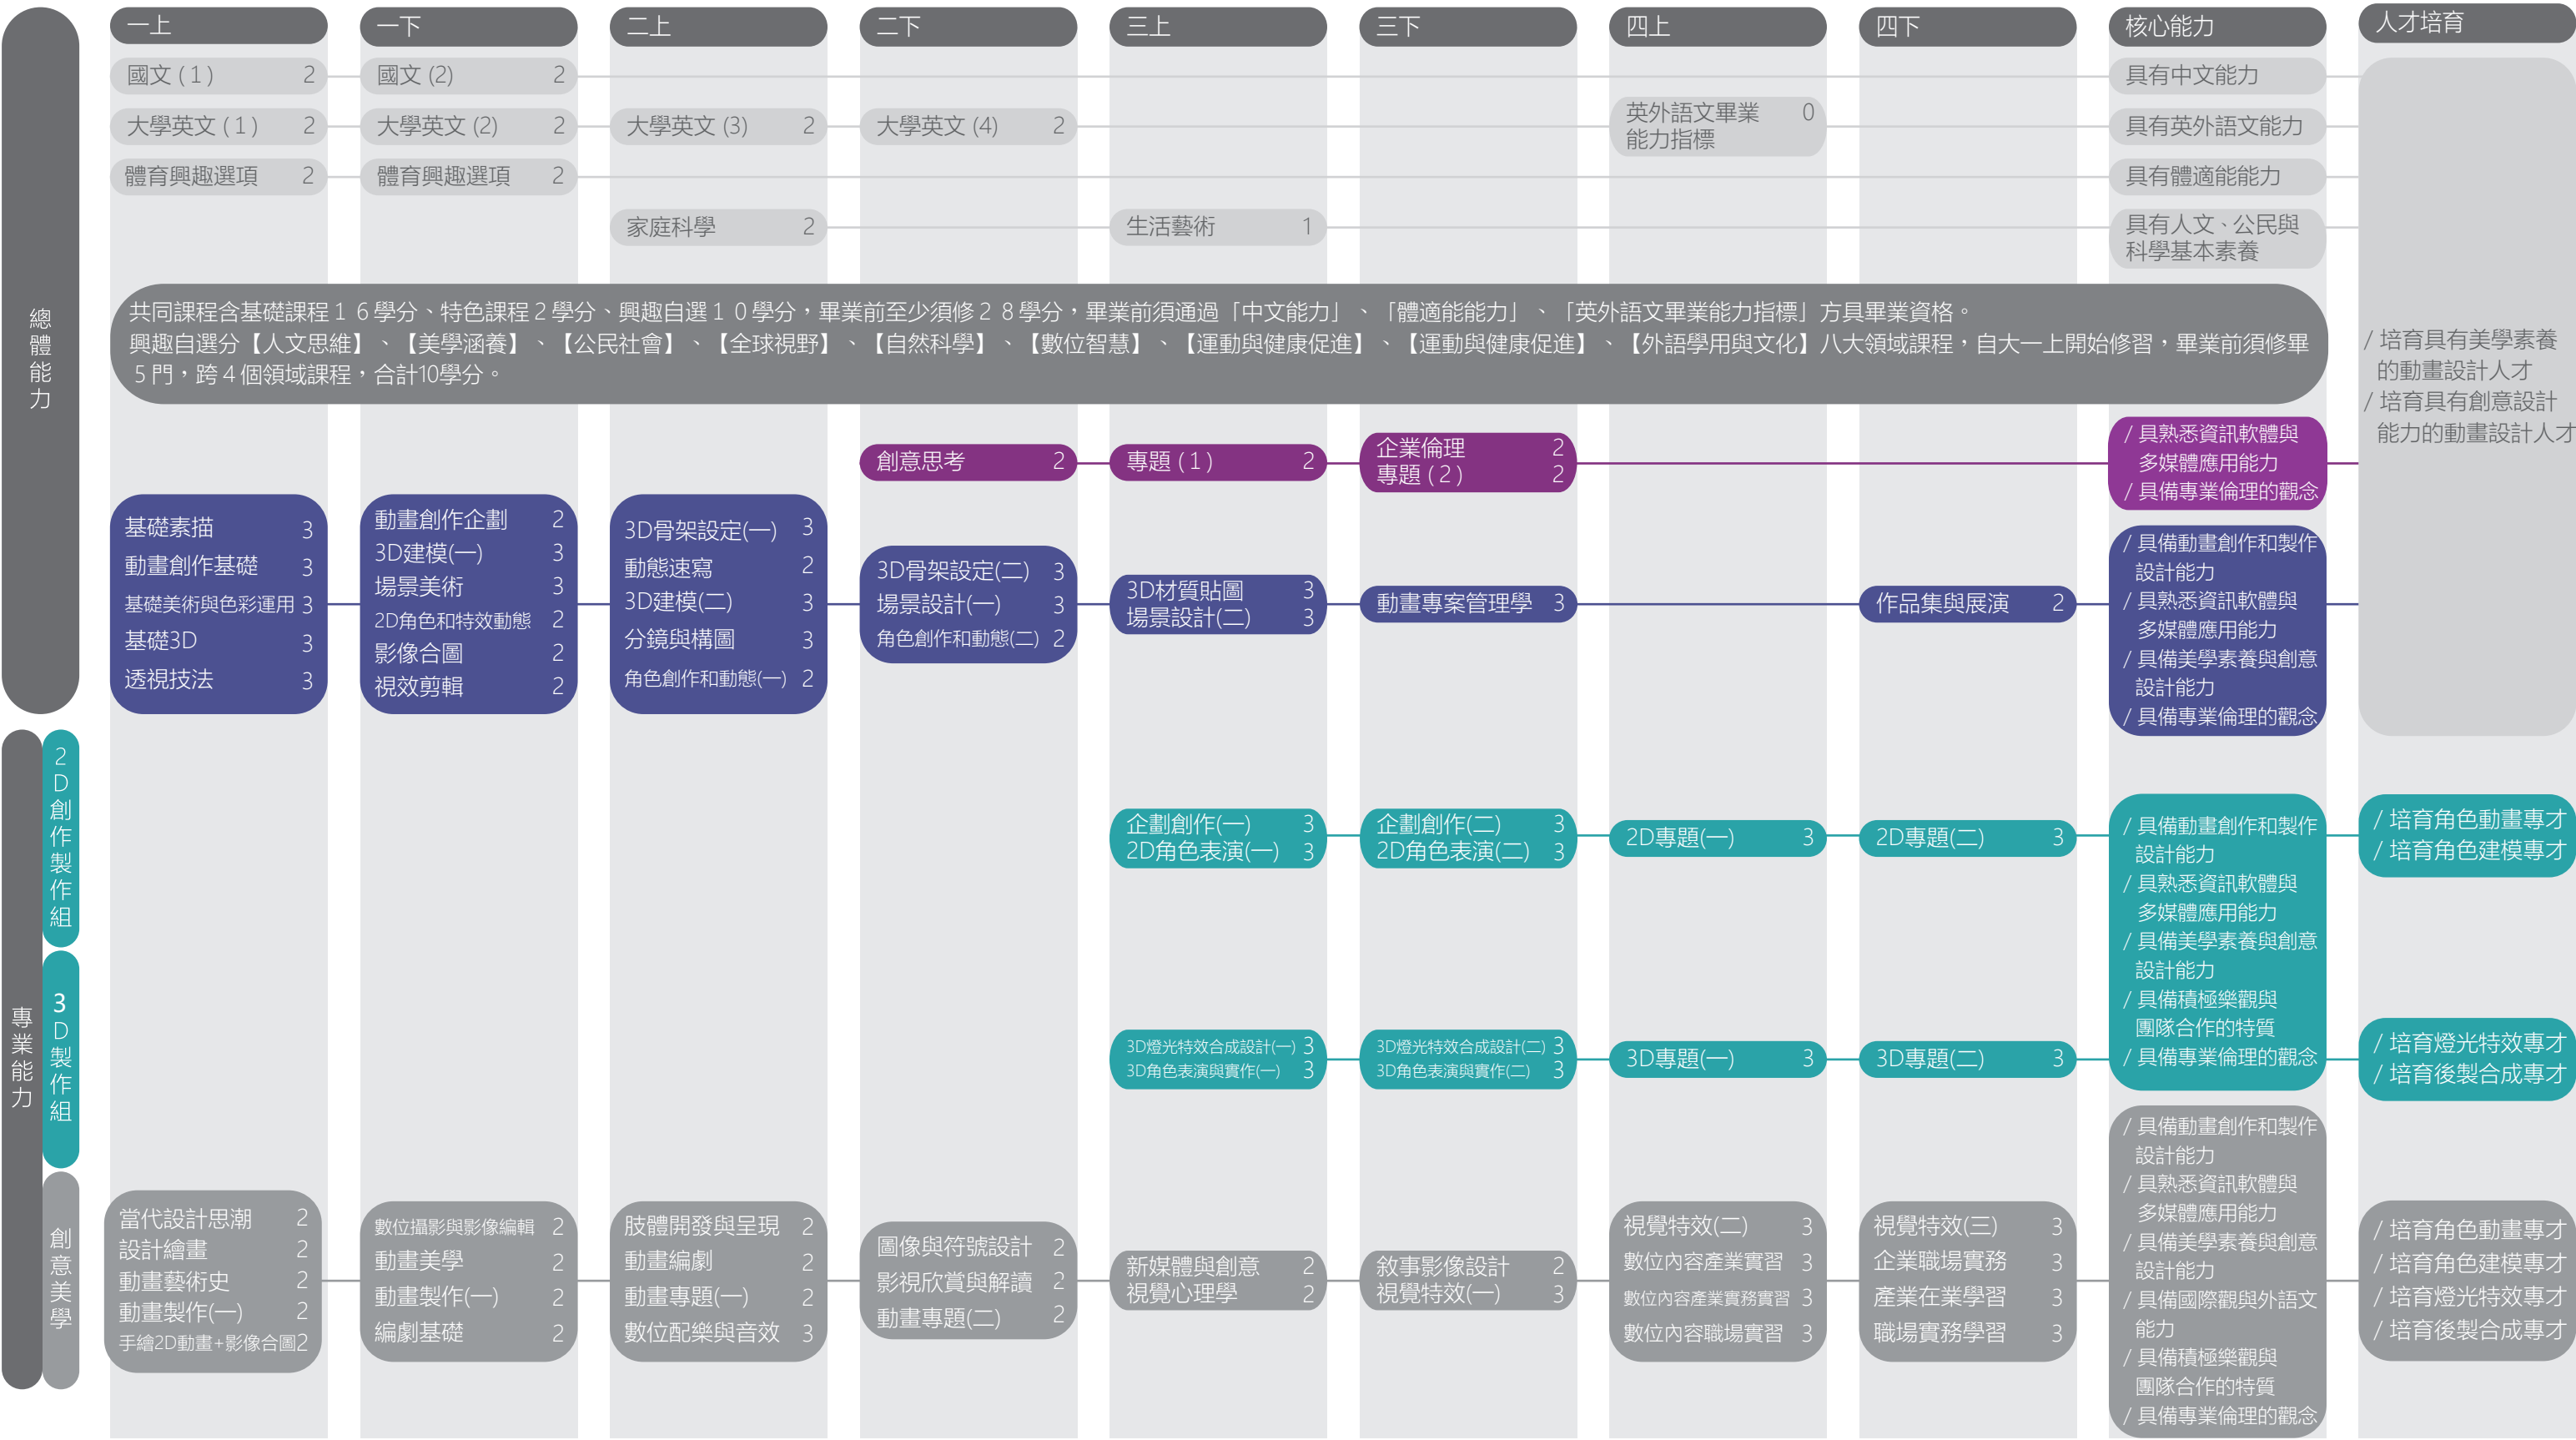 一上
一下
二上
二下
三上
三下
四上
四下
核心能力
人才培育
總體能力
國文 ( 1 ) 2
國文 (2) 2
具有中文能力
大學英文 ( 1 ) 2
大學英文 (2) 2
大學英文 (3) 2
大學英文 (4) 2
英外語文畢業 0
能力指標
具有英外語文能力
體育興趣選項 2
體育興趣選項 2
具有體適能能力
家庭科學 2
生活藝術 1
具有人文、公民與
科學基本素養
共同課程含基礎課程１６學分、特色課程２學分、興趣自選１０學分，畢業前至少須修２８學分，畢業前須通過「中文能力」、「體適能能力」、「英外語文畢業能力指標」方具畢業資格。
興趣自選分【人文思維】、【美學涵養】、【公民社會】、【全球視野】、【自然科學】、【數位智慧】、【運動與健康促進】、【運動與健康促進】、【外語學用與文化】八大領域課程，自大一上開始修習，畢業前須修畢
５門，跨４個領域課程，合計10學分。
/ 培育具有美學素養
的動畫設計人才
/ 培育具有創意設計
能力的動畫設計人才
創意思考 2
專題 ( 1 ) 2
企業倫理 2
專題 ( 2 ) 2
/ 具熟悉資訊軟體與
多媒體應用能力
/ 具備專業倫理的觀念
基礎素描 3
動畫創作基礎 3
基礎美術與色彩運用 3
基礎3D 3
透視技法 3
動畫創作企劃 2
3D建模(一) 3
場景美術 3
2D角色和特效動態 2
影像合圖 2
視效剪輯 2
3D骨架設定(一) 3
動態速寫 2
3D建模(二) 3
分鏡與構圖 3
角色創作和動態(一) 2
3D骨架設定(二) 3
場景設計(一) 3
角色創作和動態(二) 2
3D材質貼圖 3
場景設計(二) 3
動畫專案管理學 3
作品集與展演 2
/ 具備動畫創作和製作
設計能力
/ 具熟悉資訊軟體與
多媒體應用能力
/ 具備美學素養與創意
設計能力
/ 具備專業倫理的觀念
專業能力
2D創作製作組
企劃創作(一) 3
2D角色表演(一) 3
企劃創作(二) 3
2D角色表演(二) 3
2D專題(一) 3
2D專題(二) 3
/ 具備動畫創作和製作
設計能力
/ 具熟悉資訊軟體與
多媒體應用能力
/ 具備美學素養與創意
設計能力
/ 具備積極樂觀與
團隊合作的特質
/ 具備專業倫理的觀念
/ 培育角色動畫專才
/ 培育角色建模專才
3D製作組
3D燈光特效合成設計(一) 3
3D角色表演與實作(一) 3
3D燈光特效合成設計(二) 3
3D角色表演與實作(二) 3
3D專題(一) 3
3D專題(二) 3
/ 培育燈光特效專才
/ 培育後製合成專才
創意美學
當代設計思潮 2
設計繪畫 2
動畫藝術史 2
動畫製作(一) 2
手繪2D動畫+影像合圖2
數位攝影與影像編輯 2
動畫美學 2
動畫製作(一) 2
編劇基礎 2
肢體開發與呈現 2
動畫編劇 2
動畫專題(一) 2
數位配樂與音效 3
圖像與符號設計 2
影視欣賞與解讀 2
動畫專題(二) 2
新媒體與創意 2
視覺心理學 2
敘事影像設計 2
視覺特效(一) 3
視覺特效(二) 3
數位內容產業實習 3
數位內容產業實務實習 3
數位內容職場實習 3
視覺特效(三) 3
企業職場實務 3
產業在業學習 3
職場實務學習 3
/ 具備動畫創作和製作
設計能力
/ 具熟悉資訊軟體與
多媒體應用能力
/ 具備美學素養與創意
設計能力
/ 具備國際觀與外語文
能力
/ 具備積極樂觀與
團隊合作的特質
/ 具備專業倫理的觀念
/ 培育角色動畫專才
/ 培育角色建模專才
/ 培育燈光特效專才
/ 培育後製合成專才